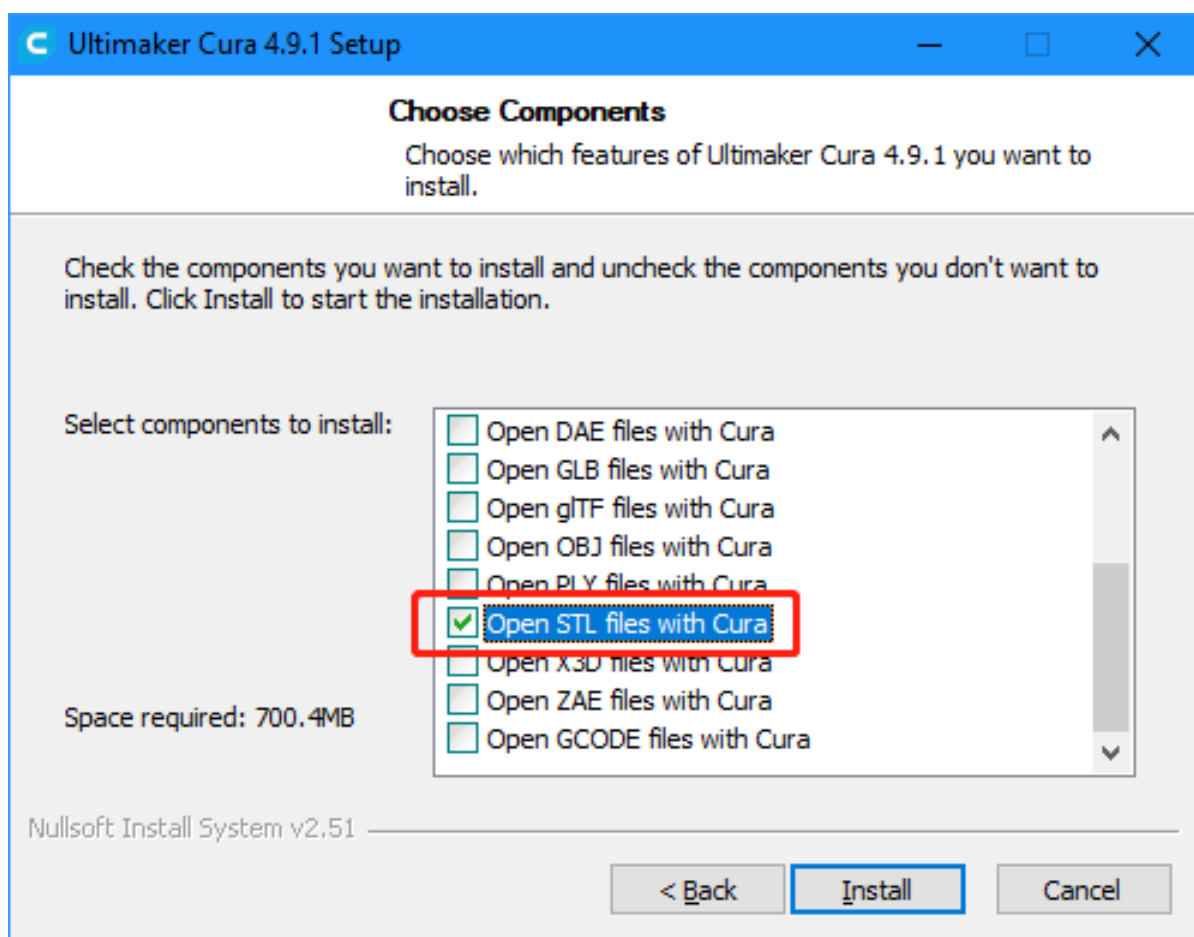 Ultimaker Cura 4.9.1 Setup
Choose Components
Choose which features of Ultimaker Cura 4.9.1 you want to
install.
Check the components you want to install and uncheck the components you don't want to
install. Click Install to start the installation.
Select components to install:
Open DAE files with Cura
Open GLB files with Cura
Open glTF files with Cura
Open OBJ files with Cura
Open PLY files with Cura
Open STL files with Cura
Open X3D files with Cura
Open ZAE files with Cura
Open GCODE files with Cura
Space required: 700.4MB
Nullsoft Install System v2.51
< Back
Install
Cancel